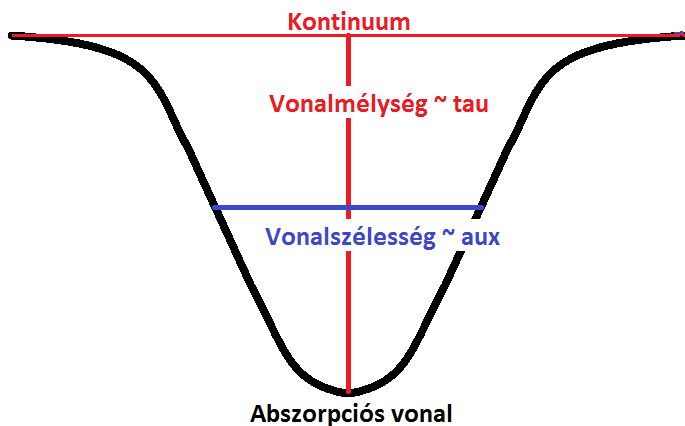 Kontinuum
Vonalmélység ~ tau
Vonalszélesség ~ aux
Abszorpciós vonal